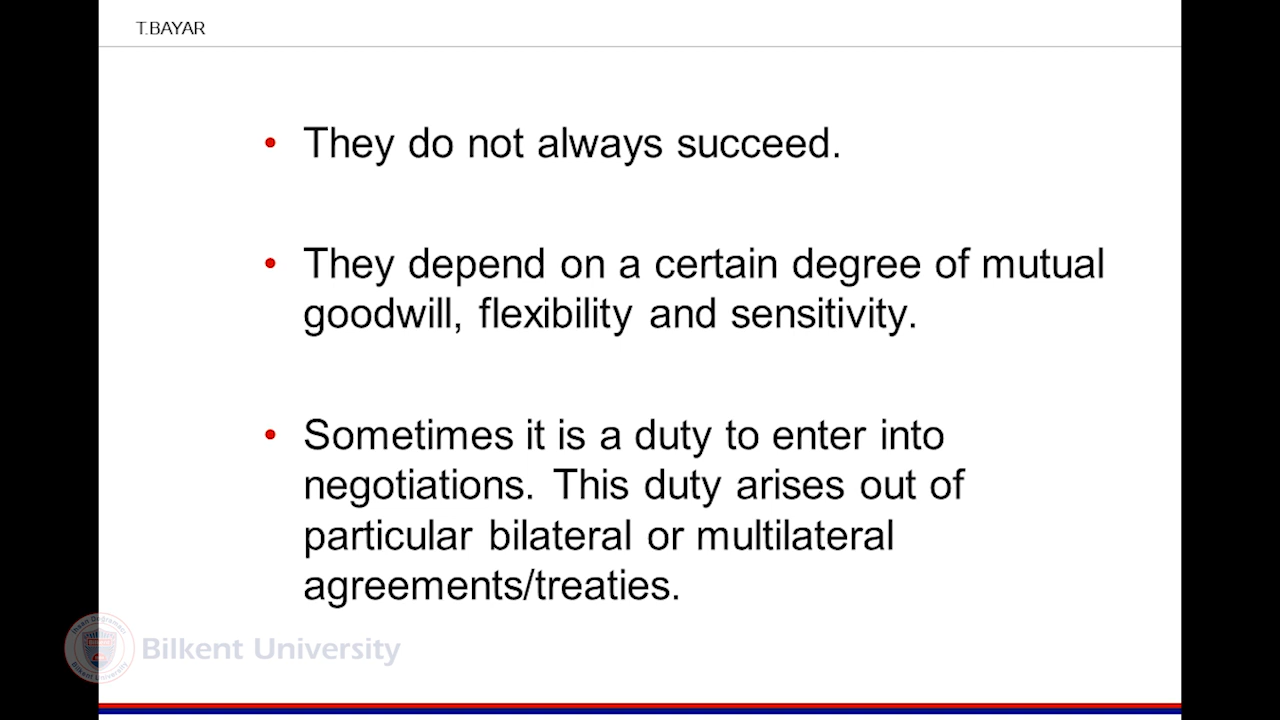 T.BAYAR
• They do not always succeed.
• They depend on a certain degree of mutual
goodwill, flexibility and sensitivity.
• Sometimes it is a duty to enter into
negotiations. This duty arises out of
particular bilateral or multilateral
agreements/treaties.
Bilkent University